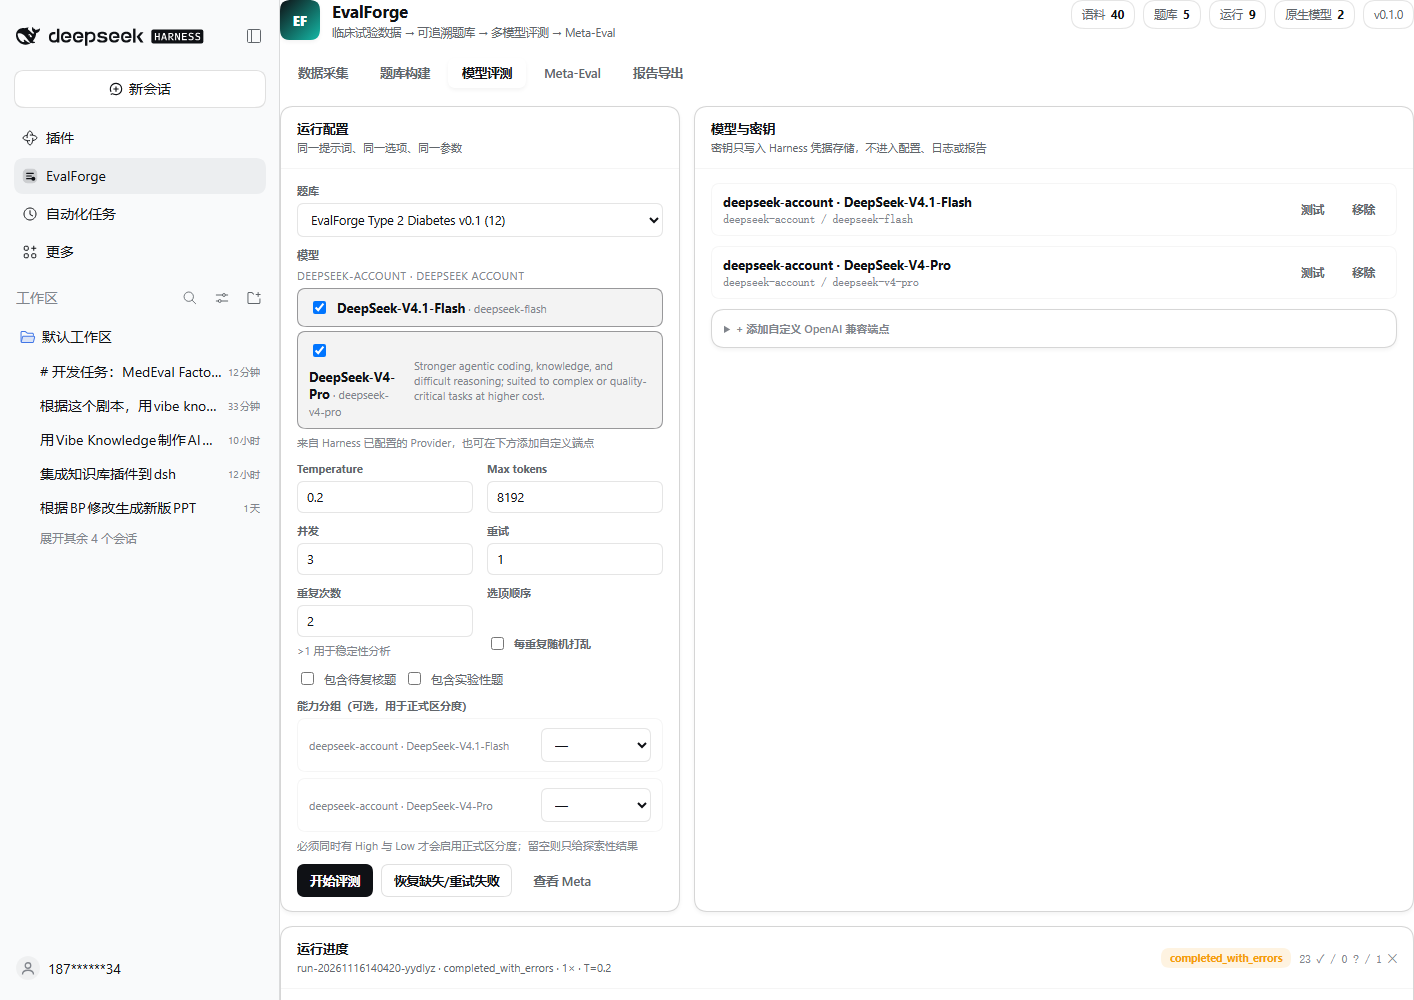 deepseek HARNESS
新会话
插件
EvalForge
自动化任务
更多
工作区
默认工作区
# 开发任务：MedEval Facto... 12分钟
根据这个剧本，用vibe kno... 33分钟
用Vibe Knowledge制作AI... 10小时
集成知识库插件到dsh 12小时
根据BP修改生成新版PPT 1天
展开其余 4 个会话
187******34
EF
EvalForge
临床试验数据 → 可追溯题库 → 多模型评测 → Meta-Eval
语料 40
题库 5
运行 9
原生模型 2
v0.1.0
数据采集
题库构建
模型评测
Meta-Eval
报告导出
运行配置
同一提示词、同一选项、同一参数
题库
EvalForge Type 2 Diabetes v0.1 (12)
模型
DEEPSEEK-ACCOUNT · DEEPSEEK ACCOUNT
DeepSeek-V4.1-Flash · deepseek-flash
DeepSeek-V4-
Pro · deepseek-
v4-pro
Stronger agentic coding, knowledge, and
difficult reasoning; suited to complex or quality-
critical tasks at higher cost.
来自 Harness 已配置的 Provider，也可在下方添加自定义端点
Temperature
Max tokens
0.2
8192
并发
重试
3
1
重复次数
选项顺序
2
每重复随机打乱
>1 用于稳定性分析
包含待复核题
包含实验性题
能力分组（可选，用于正式区分度）
deepseek-account · DeepSeek-V4.1-Flash —
deepseek-account · DeepSeek-V4-Pro —
必须同时有 High 与 Low 才会启用正式区分度；留空则只给探索性结果
开始评测
恢复缺失/重试失败
查看 Meta
模型与密钥
密钥只写入 Harness 凭据存储，不进入配置、日志或报告
deepseek-account · DeepSeek-V4.1-Flash
deepseek-account / deepseek-flash
测试
移除
deepseek-account · DeepSeek-V4-Pro
deepseek-account / deepseek-v4-pro
测试
移除
+ 添加自定义 OpenAI 兼容端点
运行进度
run-20261116140420-yydlyz · completed_with_errors · 1× · T=0.2
completed_with_errors
23 ✓ / 0 ? / 1 ✕